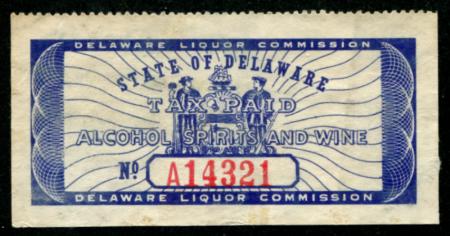 DELAWARE LIQUOR COMMISSION
STATE OF DELAWARE
TAX PAID
ALCOHOL SPIRITS AND WINE
No. A14321
DELAWARE LIQUOR COMMISSION